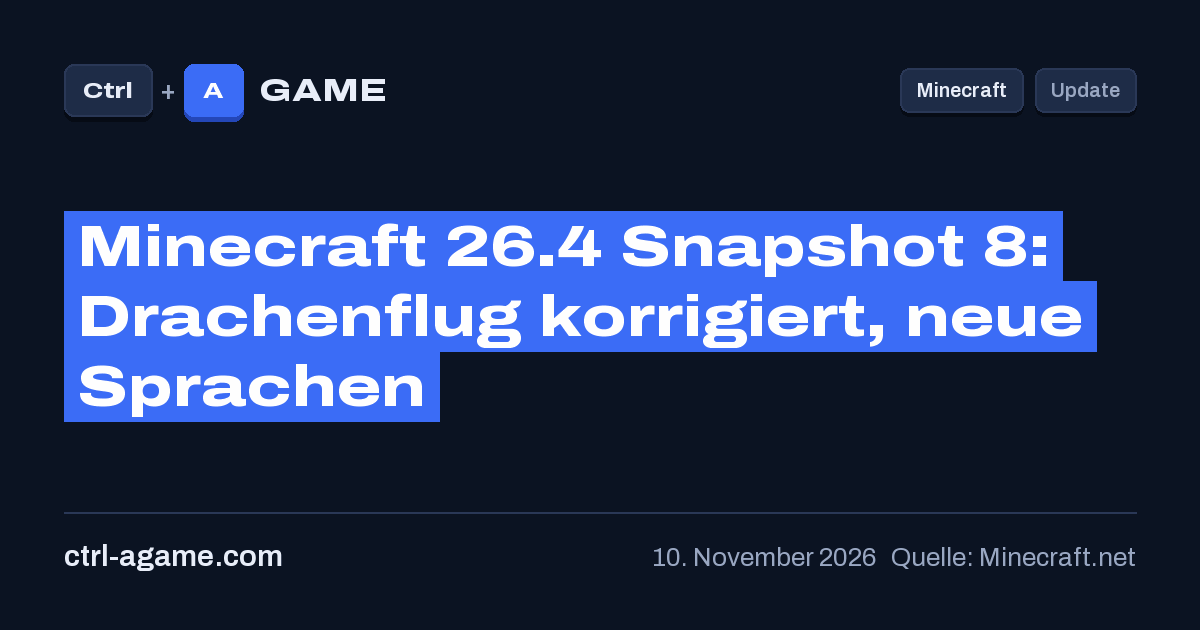 Ctrl + A GAME
Minecraft Update
Minecraft 26.4 Snapshot 8:
Drachenflug korrigiert, neue
Sprachen
ctrl-agame.com
10. November 2026 Quelle: Minecraft.net